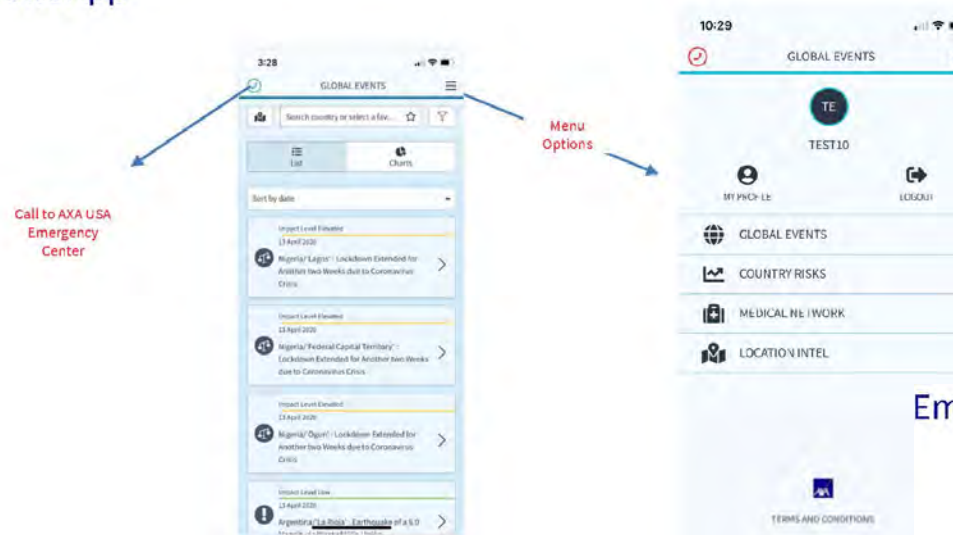 3:28
GLOBAL EVENTS
Search country or select a fav...
List
Charts
Sort by date
Impact Level Elevated
13 April 2020
Nigeria/'Lagos' : Lockdown Extended for
Another two Weeks due to Coronavirus
Crisis
Impact Level Elevated
13 April 2020
Nigeria/'Federal Capital Territory' :
Lockdown Extended for Another two Weeks
due to Coronavirus Crisis
Impact Level Elevated
13 April 2020
Nigeria/'Ogun' : Lockdown Extended for
Another two Weeks due to Coronavirus
Crisis
Impact Level Low
13 April 2020
Argentina/'La Rioja' : Earthquake of a 5.0
Call to AXA USA
Emergency
Center
Menu
Options
10:29
GLOBAL EVENTS
TE
TEST10
MY PROFILE
LOGOUT
GLOBAL EVENTS
COUNTRY RISKS
MEDICAL NETWORK
LOCATION INTEL
Em
AXA
TERMS AND CONDITIONS